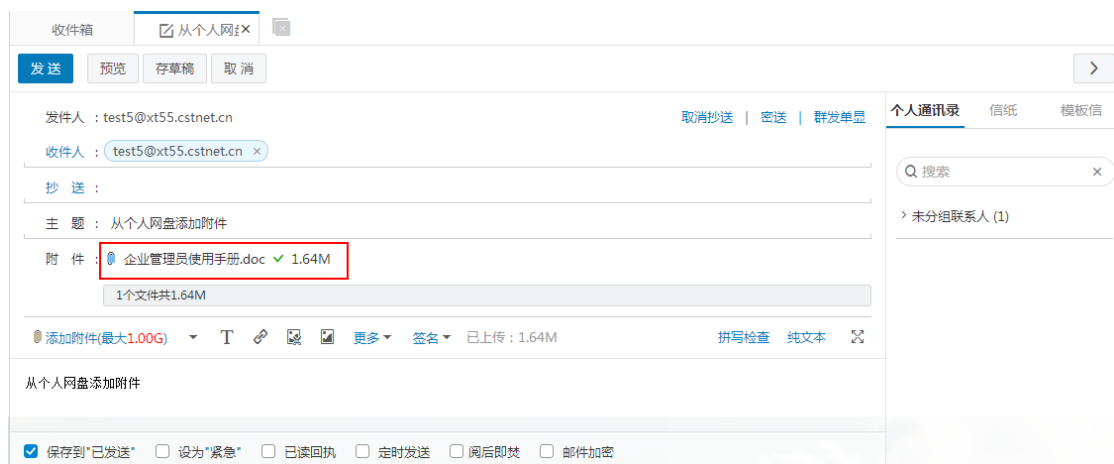 收件箱 从个人网盘
发送 预览 存草稿 取消
发件人 : test5@xt55.cstnet.cn 取消抄送 | 密送 | 群发单显
收件人 : test5@xt55.cstnet.cn ×
抄 送 :
主 题 : 从个人网盘添加附件
附 件 : 企业管理员使用手册.doc 1.64M
1个文件共1.64M
添加附件(最大1.00G) T 更多 签名 已上传 : 1.64M 拼写检查 纯文本
从个人网盘添加附件
保存到"已发送" 设为"紧急" 已读回执 定时发送 阅后即焚 邮件加密
个人通讯录 信纸 模板信
搜索
未分组联系人 (1)